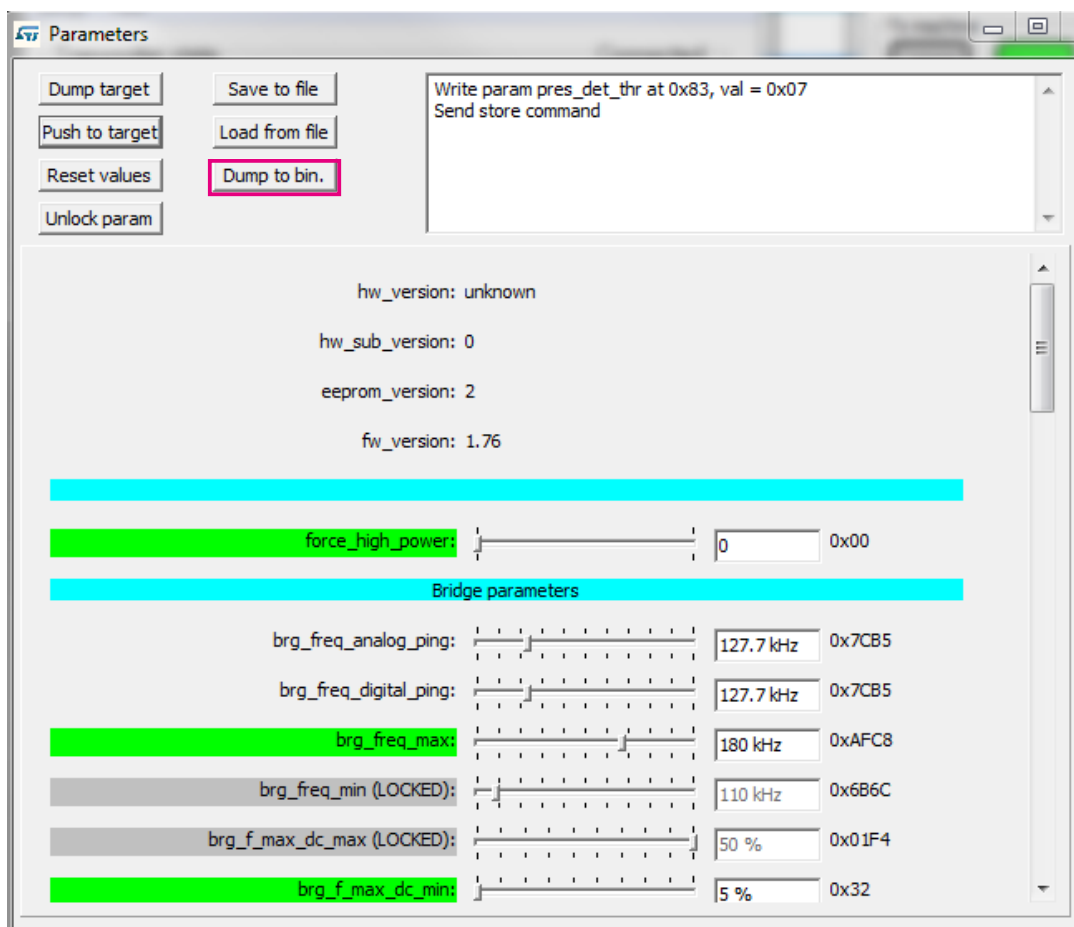 Parameters
Dump target
Save to file
Write param pres_det_thr at 0x83, val = 0x07
Send store command
Push to target
Load from file
Reset values
Dump to bin.
Unlock param
hw_version: unknown
hw_sub_version: 0
eeprom_version: 2
fw_version: 1.76
force_high_power: 0 0x00
Bridge parameters
brg_freq_analog_ping: 127.7 kHz 0x7CB5
brg_freq_digital_ping: 127.7 kHz 0x7CB5
brg_freq_max: 180 kHz 0xAFC8
brg_freq_min (LOCKED): 110 kHz 0x6B6C
brg_f_max_dc_max (LOCKED): 50 % 0x01F4
brg_f_max_dc_min: 5 % 0x32